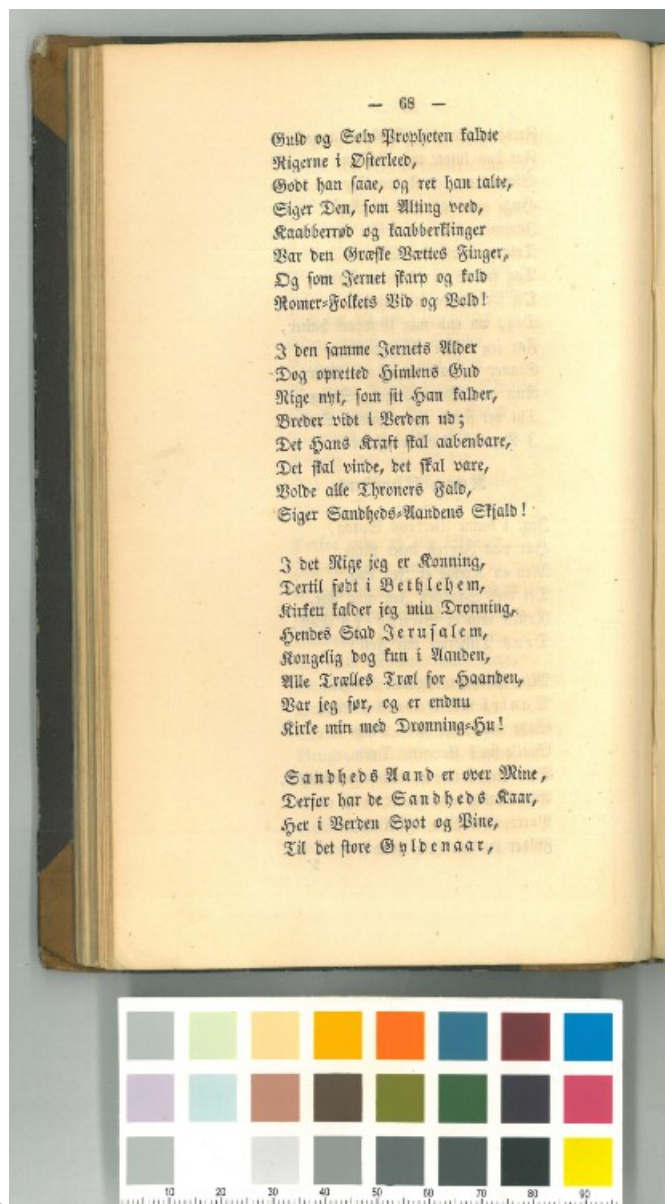 — 68 —
Guld og Sølv Propheten kaldte
Rigerne i Østerleed,
Godt han saae, og ret han talte,
Siger Den, som Alting veed,
Kaabberrød og kaabberklinger
Var den Græske Vættes Finger,
Og som Jernet skarp og kold
Romer-Folkets Vid og Vold!
I den samme Jernets Alder
Dog opretted Himlens Gud
Rige nyt, som sit Han kalder,
Breder vidt i Verden ud;
Det Hans Kraft skal aabenbare,
Det skal vinde, det skal vare,
Volde alle Throners Fald,
Siger Sandheds-Aandens Skjald!
I det Rige jeg er Konning,
Dertil født i Bethlehem,
Kirken kalder jeg min Dronning,
Hendes Stad Jerusalem,
Kongelig dog kun i Aanden,
Alle Trælles Træl for Haanden,
Var jeg før, og er endnu
Kirke min med Dronning-Hu!
Sandheds Aand er over Mine,
Derfor har de Sandheds Kaar,
Her i Verden Spot og Pine,
Til det store Gyldenaar,
10 20 30 40 50 60 70 80 90